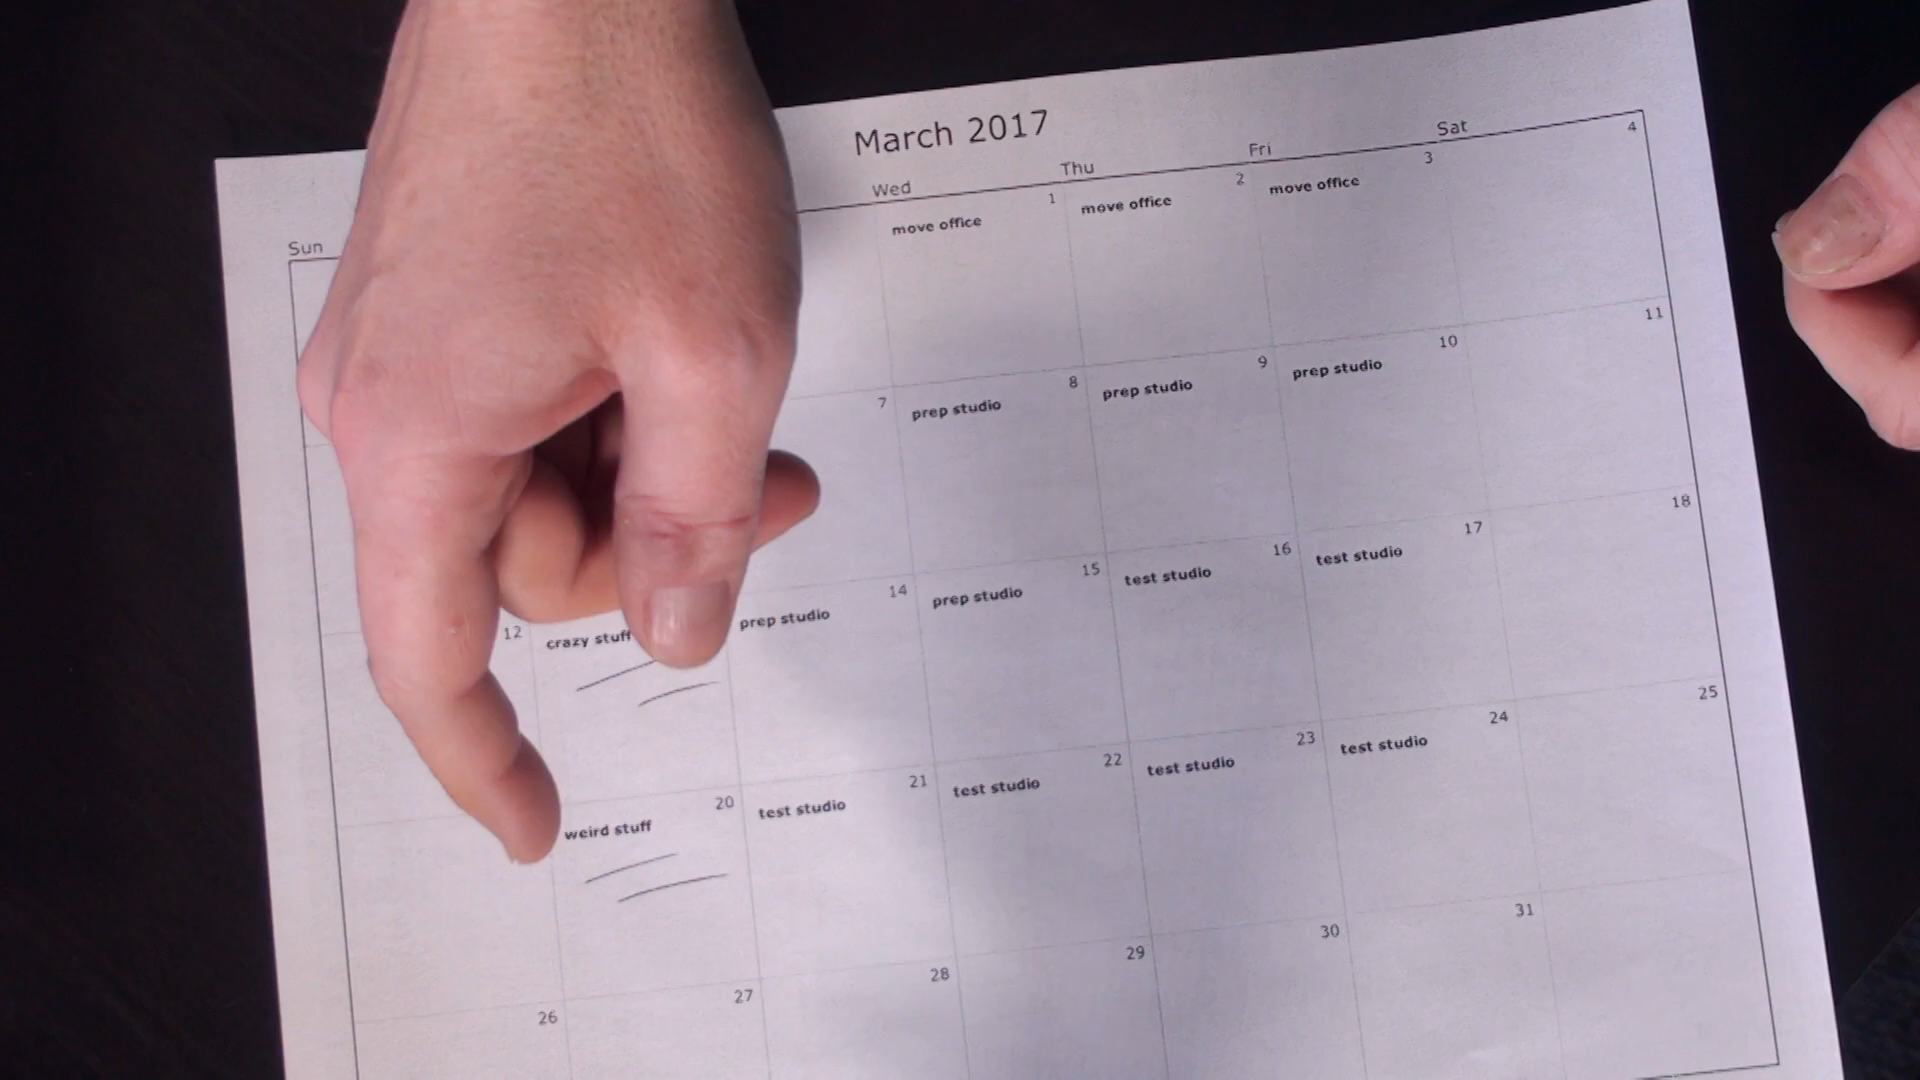 March 2017
Sun Wed Thu Fri Sat
1 2 3 4
move office move office move office
7 8 9 10 11
prep studio prep studio prep studio
12 14 15 16 17 18
crazy stuff prep studio prep studio test studio test studio
20 21 22 23 24 25
weird stuff test studio test studio test studio test studio
26 27 28 29 30 31